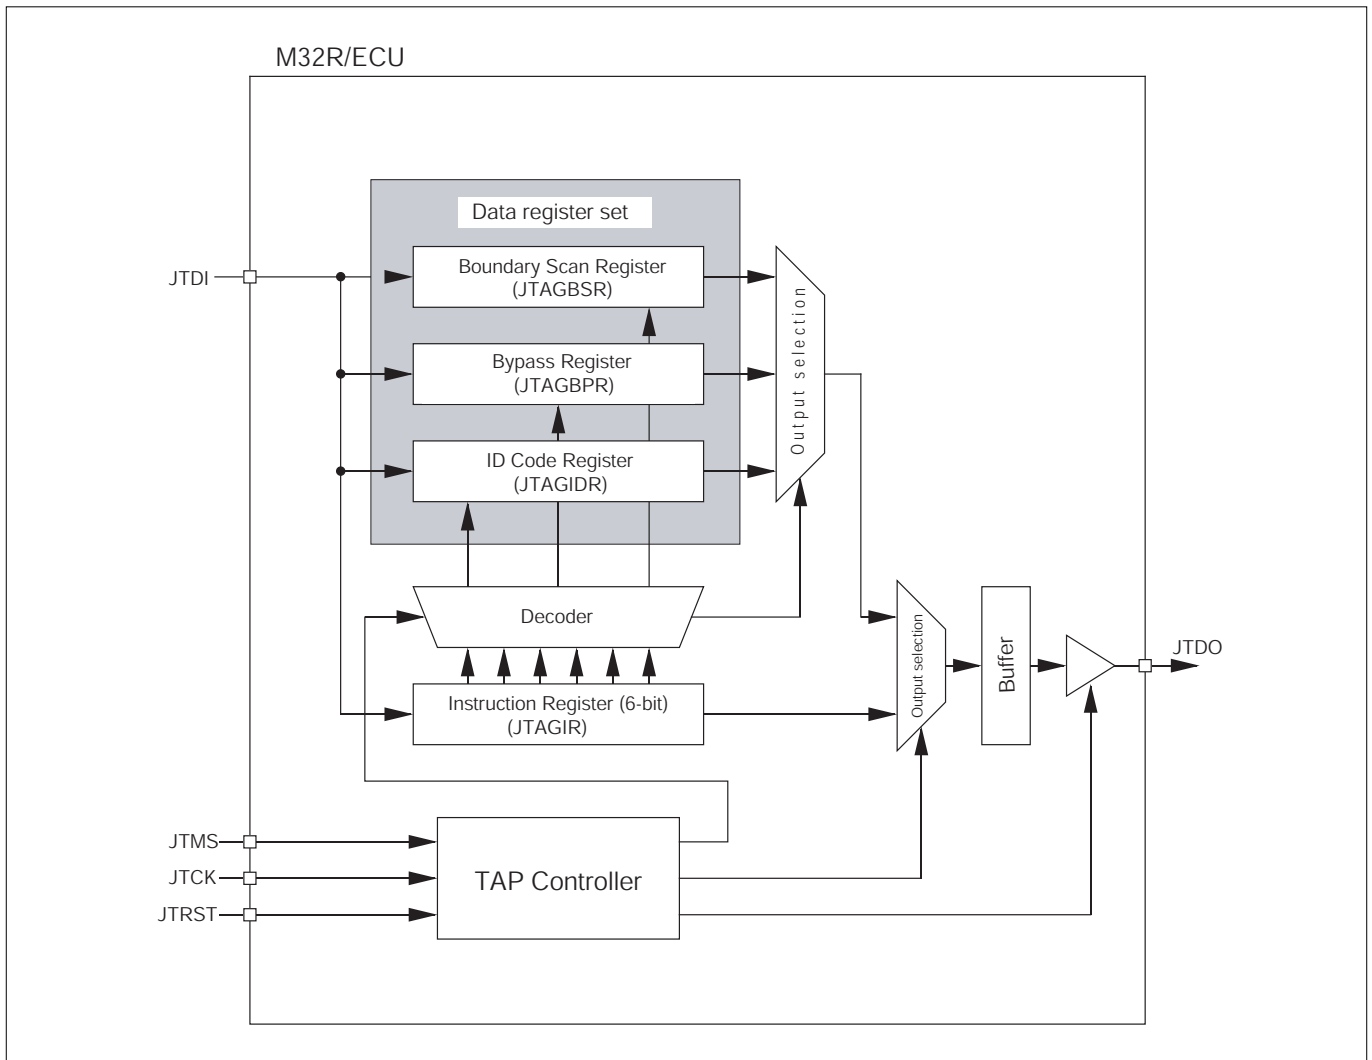 M32R/ECU
Data register set
JTDI
Boundary Scan Register
(JTAGBSR)
Bypass Register
(JTAGBPR)
ID Code Register
(JTAGIDR)
Output selection
Decoder
Instruction Register (6-bit)
(JTAGIR)
Output selection
Buffer
JTDO
JTMS
JTCK
JTRST
TAP Controller